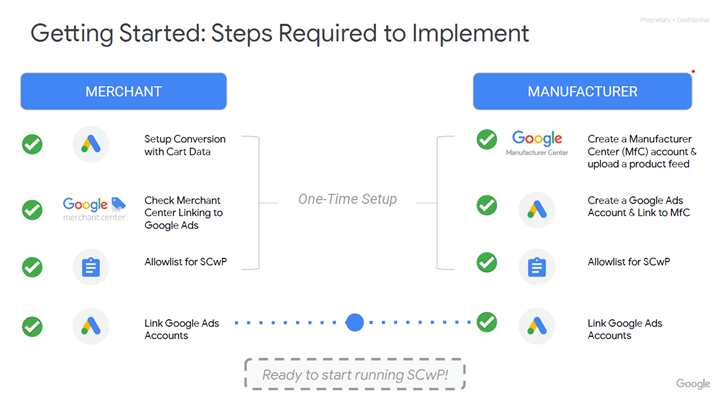 Proprietary + Confidential
Getting Started: Steps Required to Implement
MERCHANT
Setup Conversion
with Cart Data
Google
merchant center
Check Merchant
Center Linking to
Google Ads
Allowlist for SCwP
Link Google Ads
Accounts
One-Time Setup
MANUFACTURER
Google
Manufacturer Center
Create a Manufacturer
Center (MfC) account &
upload a product feed
Create a Google Ads
Account & Link to MfC
Allowlist for SCwP
Link Google Ads
Accounts
Ready to start running SCwP!
Google